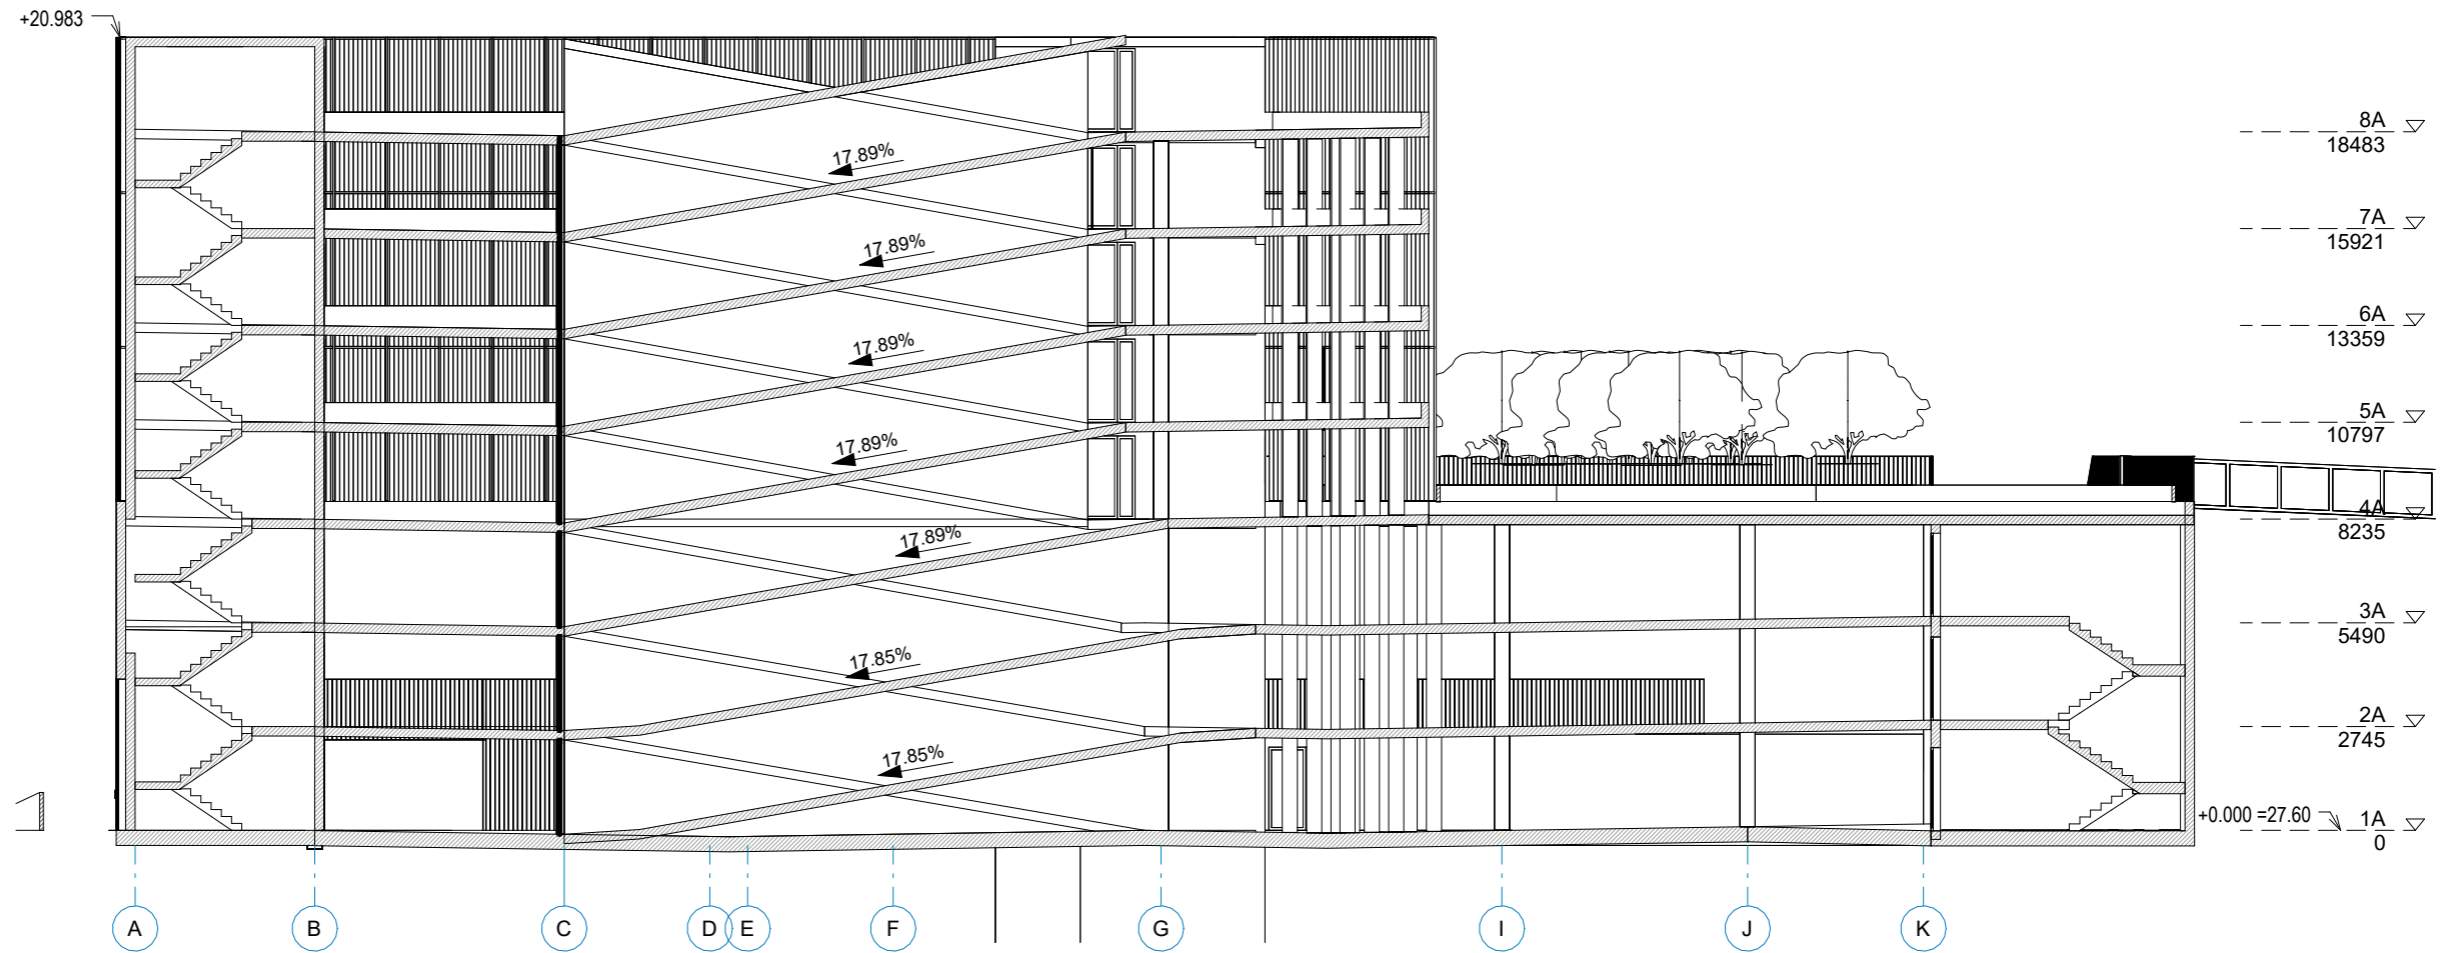 +20.983
8A
18483
17.89%
7A
15921
17.89%
6A
13359
17.89%
5A
10797
17.89%
4A
8235
17.89%
3A
5490
17.85%
2A
2745
17.85%
+0.000 =27.60
1A
0
A B C D E F G I J K